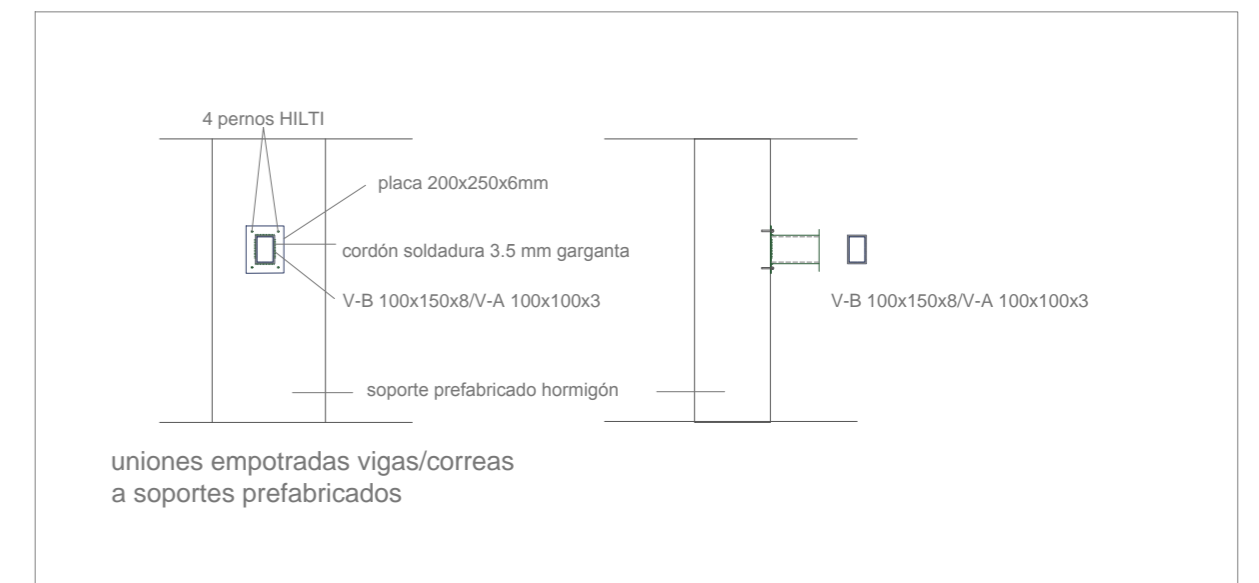 4 pernos HILTI
placa 200x250x6mm
cordón soldadura 3.5 mm garganta
V-B 100x150x8/V-A 100x100x3
V-B 100x150x8/V-A 100x100x3
soporte prefabricado hormigón
uniones empotradas vigas/correas
a soportes prefabricados